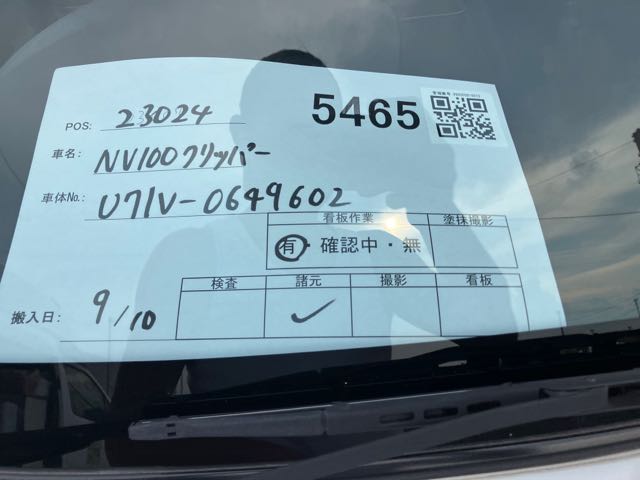 5465
POS: 23024
車名: NV100クリッパー
車体No.: U71V-0649602
看板作業 塗抹撮影
有・確認中・無
検査 諸元 撮影 看板
搬入日: 9/10 ✓